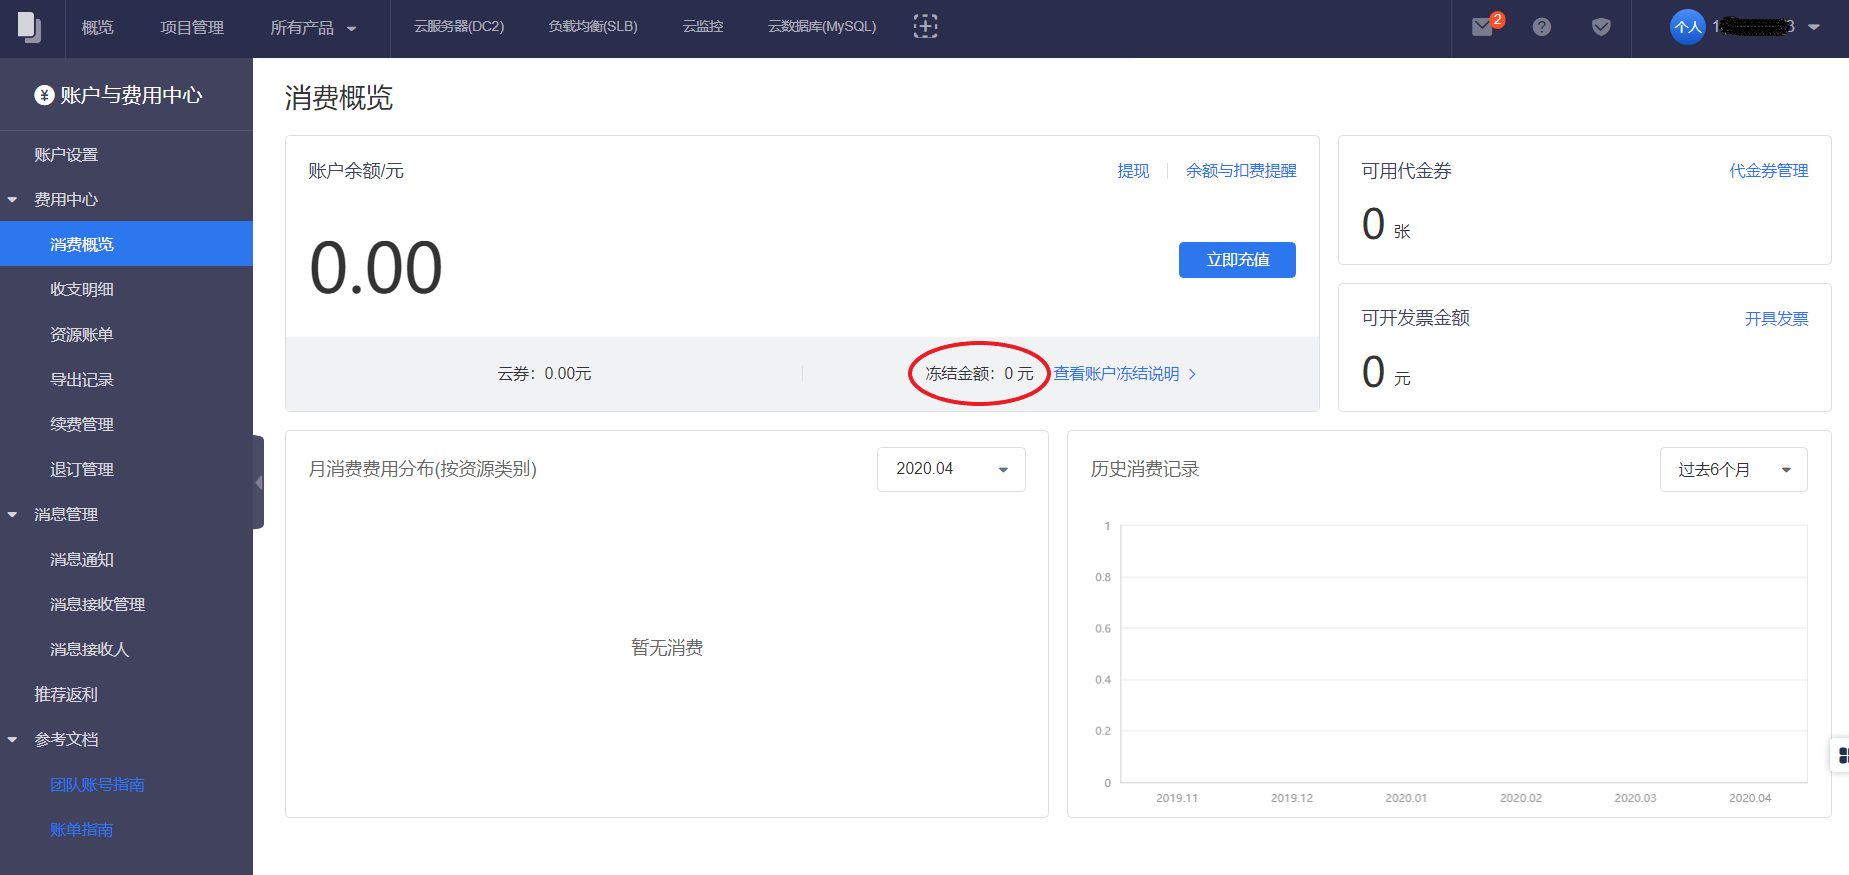 概览
项目管理
所有产品
云服务器(DC2)
负载均衡(SLB)
云监控
云数据库(MySQL)
2
个人
1
3
账户与费用中心
账户设置
费用中心
消费概览
收支明细
资源账单
导出记录
续费管理
退订管理
消息管理
消息通知
消息接收管理
消息接收人
推荐返利
参考文档
团队账号指南
账单指南
消费概览
账户余额/元
提现
余额与扣费提醒
0.00
立即充值
云券：0.00元
冻结金额：0 元
查看账户冻结说明
可用代金券
代金券管理
0 张
可开发票金额
开具发票
0 元
月消费费用分布(按资源类别)
2020.04
暂无消费
历史消费记录
过去6个月
1
0.8
0.6
0.4
0.2
0
2019.11
2019.12
2020.01
2020.02
2020.03
2020.04